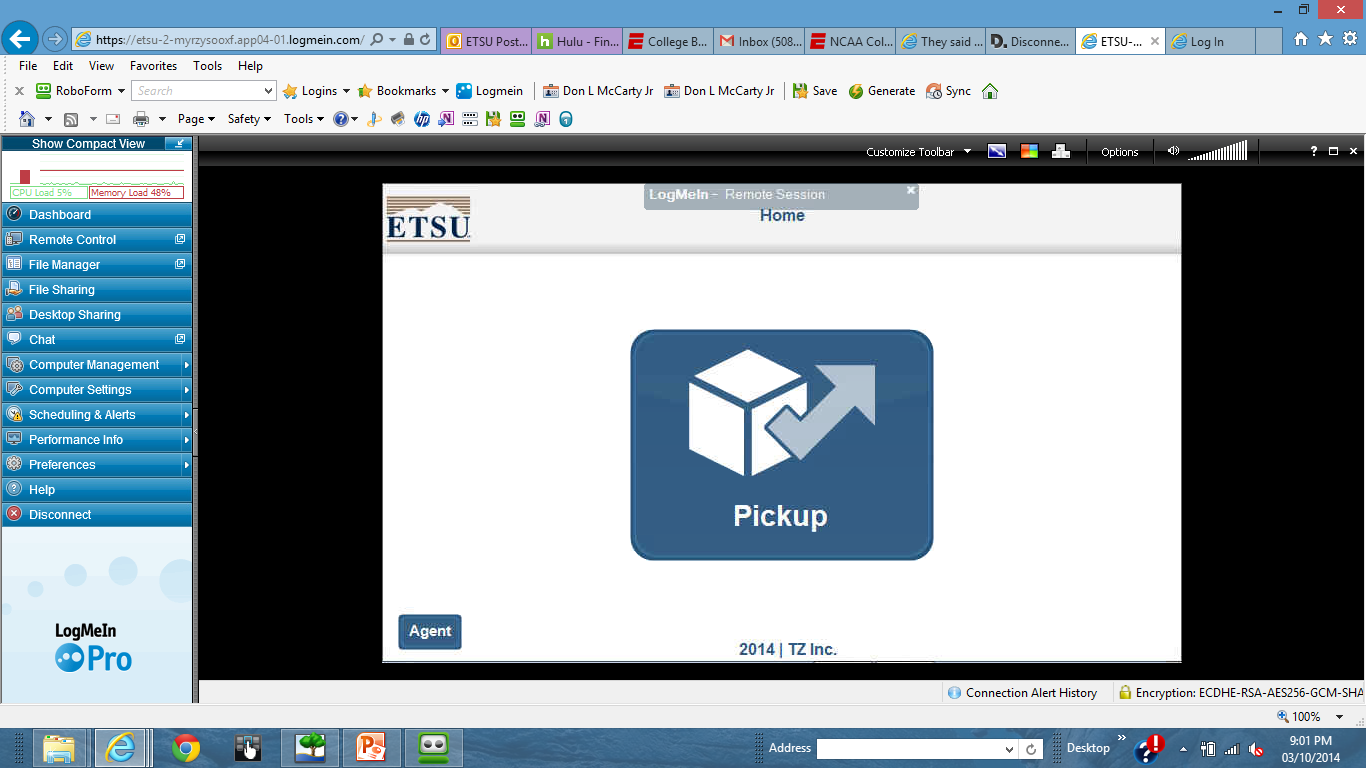 https://etsu-2-myrzysooxf.app04-01.logmein.com/
ETSU Post...
Hulu - Fin...
College B...
Inbox (508...
NCAA Col...
They said ...
Disconne...
ETSU-...
Log In
File Edit View Favorites Tools Help
RoboForm Search Logins Bookmarks Logmein Don L McCarty Jr Don L McCarty Jr Save Generate Sync
Page Safety Tools
Show Compact View
CPU Load 5% Memory Load 48%
Dashboard
Remote Control
File Manager
File Sharing
Desktop Sharing
Chat
Computer Management
Computer Settings
Scheduling & Alerts
Performance Info
Preferences
Help
Disconnect
LogMeIn
Pro
Customize Toolbar Options
LogMeIn - Remote Session
ETSU
Home
Pickup
Agent
2014 | TZ Inc.
Connection Alert History Encryption: ECDHE-RSA-AES256-GCM-SHA
100%
Address Desktop
9:01 PM
03/10/2014